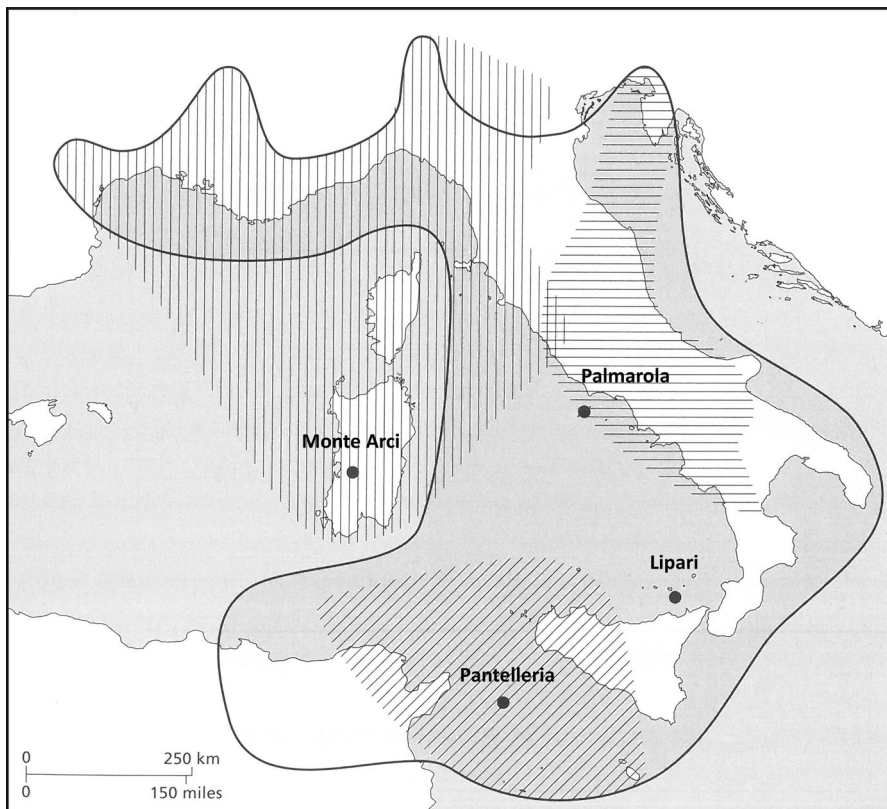 Palmarola
Monte Arci
Lipari
Pantelleria
0 250 km
0 150 miles